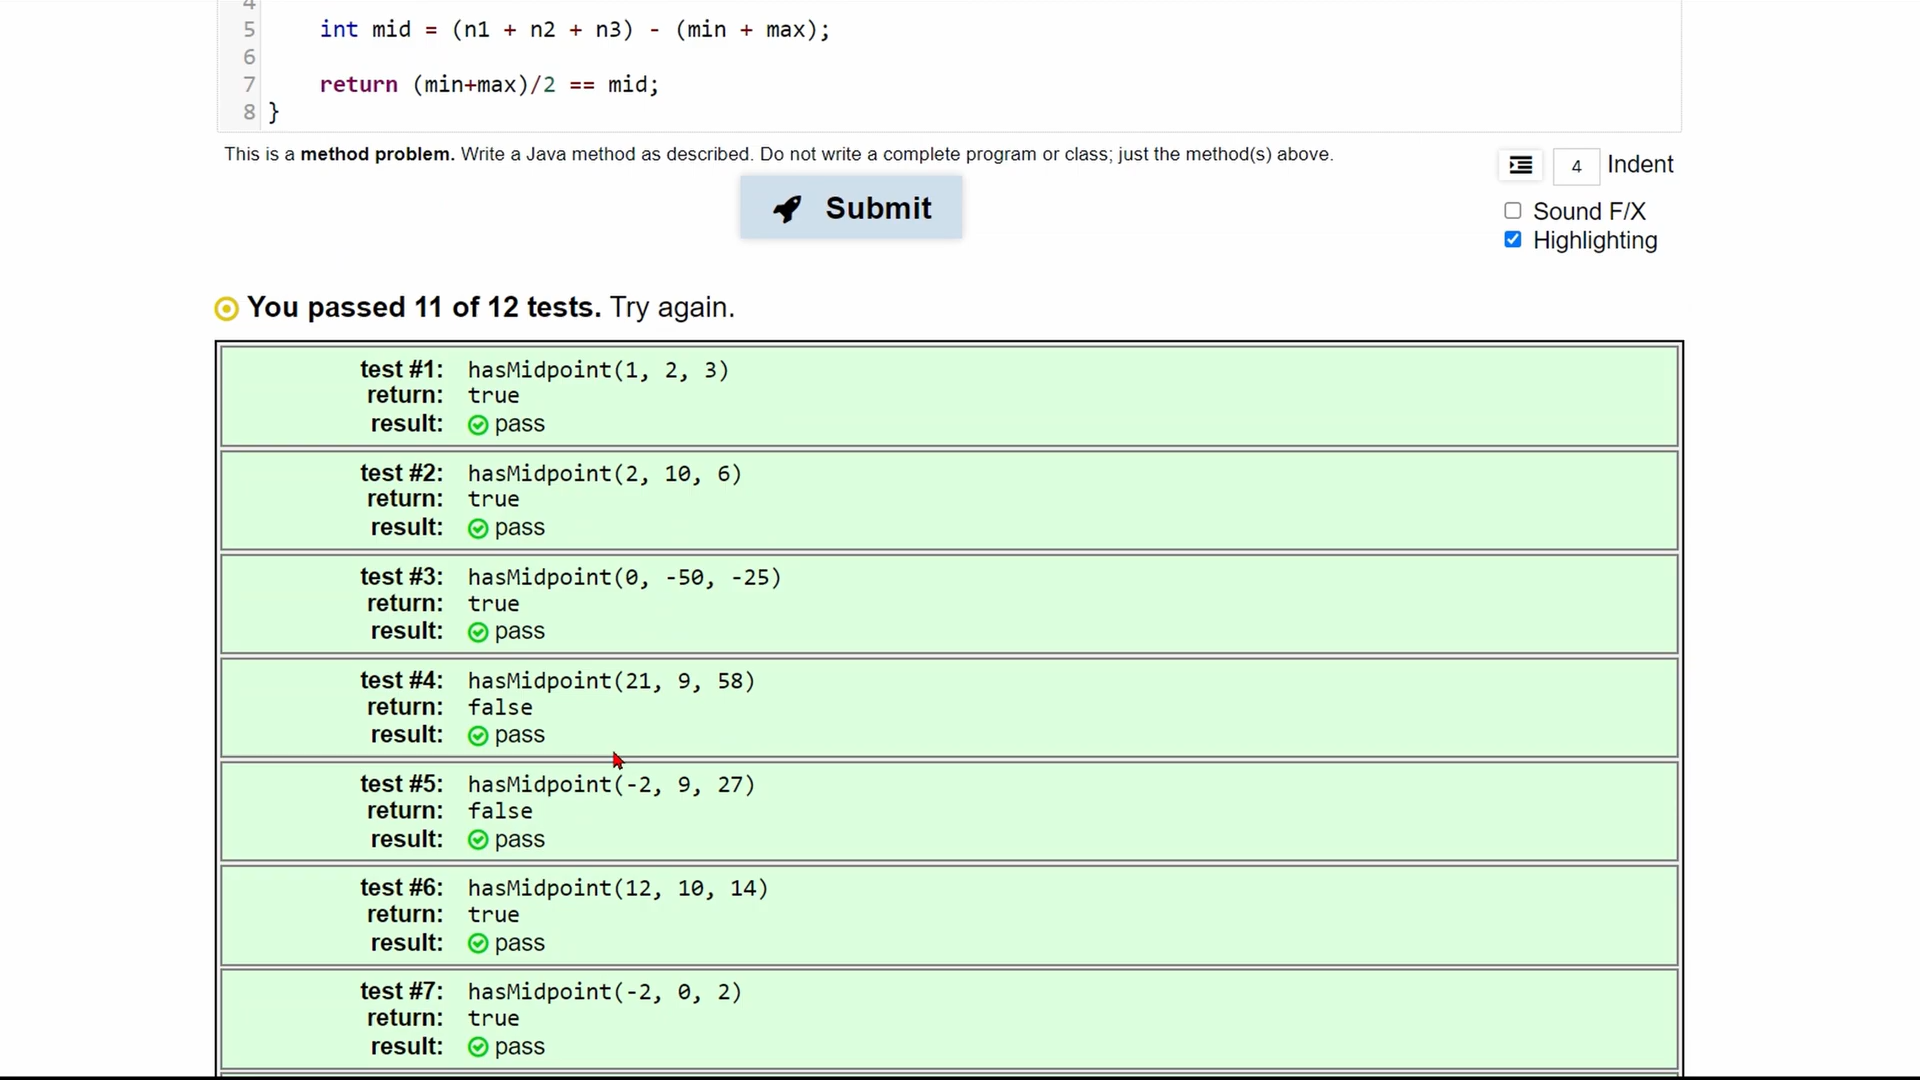 4
5 int mid = (n1 + n2 + n3) - (min + max);
6
7 return (min+max)/2 == mid;
8 }
This is a method problem. Write a Java method as described. Do not write a complete program or class; just the method(s) above.
4 Indent
Submit
Sound F/X
Highlighting
You passed 11 of 12 tests. Try again.
test #1: hasMidpoint(1, 2, 3)
return: true
result: pass
test #2: hasMidpoint(2, 10, 6)
return: true
result: pass
test #3: hasMidpoint(0, -50, -25)
return: true
result: pass
test #4: hasMidpoint(21, 9, 58)
return: false
result: pass
test #5: hasMidpoint(-2, 9, 27)
return: false
result: pass
test #6: hasMidpoint(12, 10, 14)
return: true
result: pass
test #7: hasMidpoint(-2, 0, 2)
return: true
result: pass